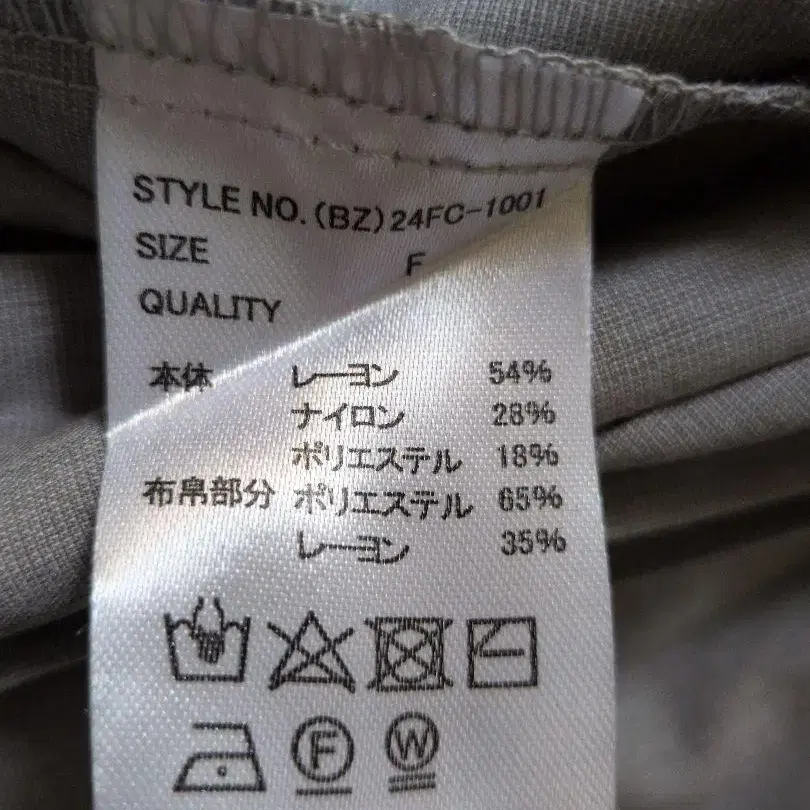 STYLE NO.(BZ)24FC-1001
SIZE F
QUALITY
本体 レーヨン 54%
ナイロン 28%
ポリエステル 18%
布帛部分 ポリエステル 65%
レーヨン 35%
F W